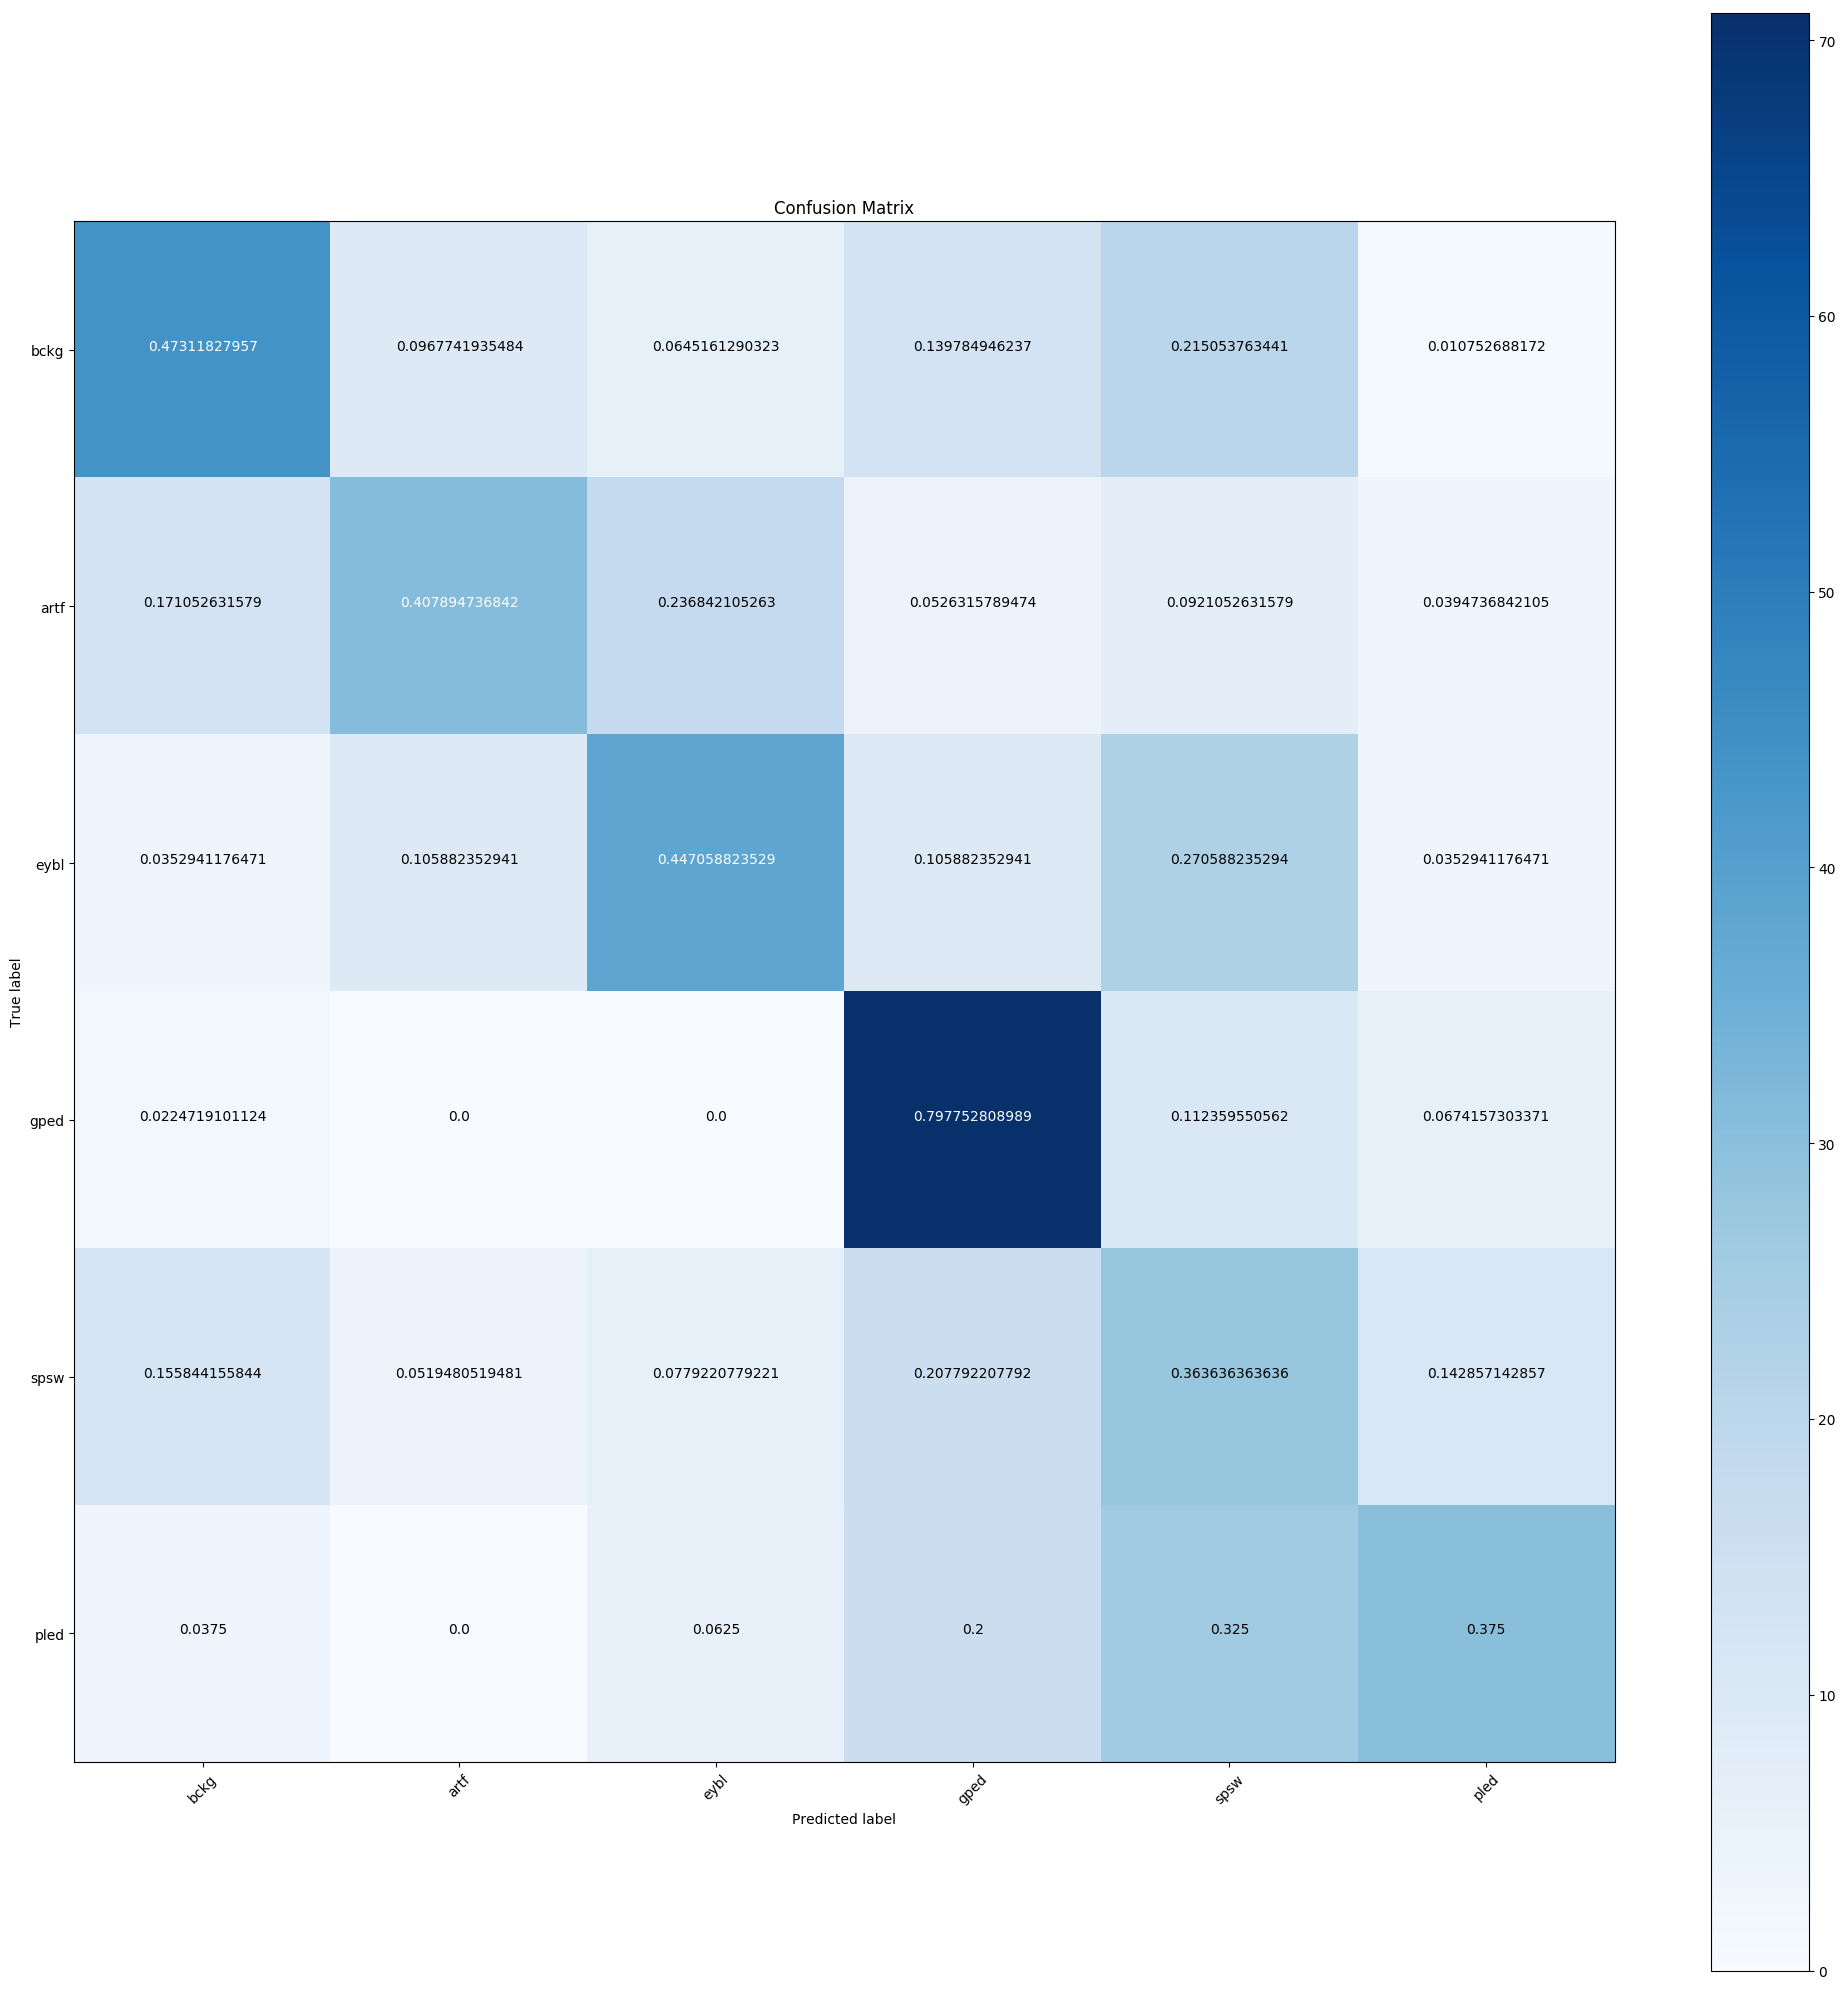 Confusion Matrix
70
60
50
40
30
20
10
0
bckg 0.47311827957 0.0967741935484 0.0645161290323 0.139784946237 0.215053763441 0.010752688172
artf 0.171052631579 0.407894736842 0.236842105263 0.0526315789474 0.0921052631579 0.0394736842105
eybl 0.0352941176471 0.105882352941 0.447058823529 0.105882352941 0.270588235294 0.0352941176471
True label
gped 0.0224719101124 0.0 0.0 0.797752808989 0.112359550562 0.0674157303371
spsw 0.155844155844 0.0519480519481 0.0779220779221 0.207792207792 0.363636363636 0.142857142857
pled 0.0375 0.0 0.0625 0.2 0.325 0.375
bckg artf eybl gped spsw pled
Predicted label